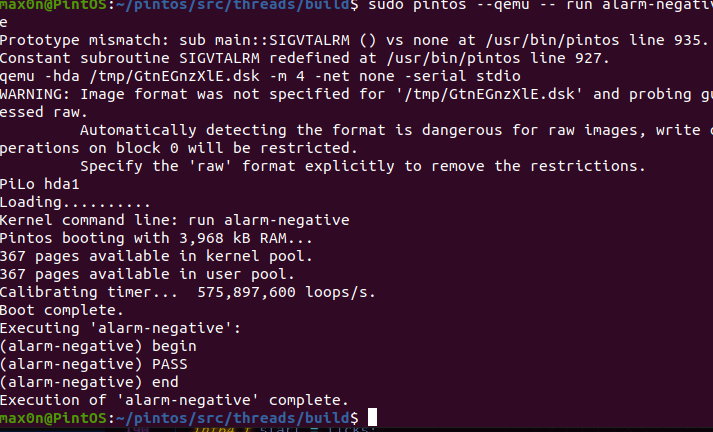 max0n@PintOS:~/pintos/src/threads/build$ sudo pintos --qemu -- run alarm-negativ
e
Prototype mismatch: sub main::SIGVTALRM () vs none at /usr/bin/pintos line 935.
Constant subroutine SIGVTALRM redefined at /usr/bin/pintos line 927.
qemu -hda /tmp/GtnEGnzXlE.dsk -m 4 -net none -serial stdio
WARNING: Image format was not specified for '/tmp/GtnEGnzXlE.dsk' and probing gu
essed raw.
Automatically detecting the format is dangerous for raw images, write o
perations on block 0 will be restricted.
Specify the 'raw' format explicitly to remove the restrictions.
PiLo hda1
Loading..........
Kernel command line: run alarm-negative
Pintos booting with 3,968 kB RAM...
367 pages available in kernel pool.
367 pages available in user pool.
Calibrating timer...  575,897,600 loops/s.
Boot complete.
Executing 'alarm-negative':
(alarm-negative) begin
(alarm-negative) PASS
(alarm-negative) end
Execution of 'alarm-negative' complete.
max0n@PintOS:~/pintos/src/threads/build$